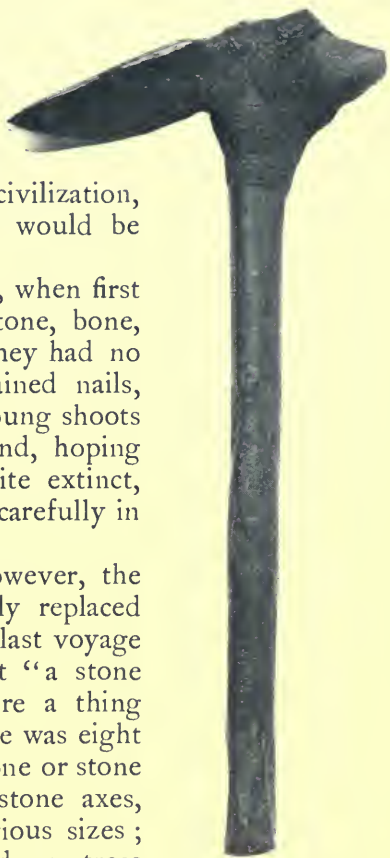 civilization,
would be
, when first
tone, bone,
hey had no
ained nails,
oung shoots
nd, hoping
ite extinct,
carefully in
owever, the
ly replaced
last voyage
t “a stone
re a thing
e was eight
one or stone
stone axes,
ious sizes ;